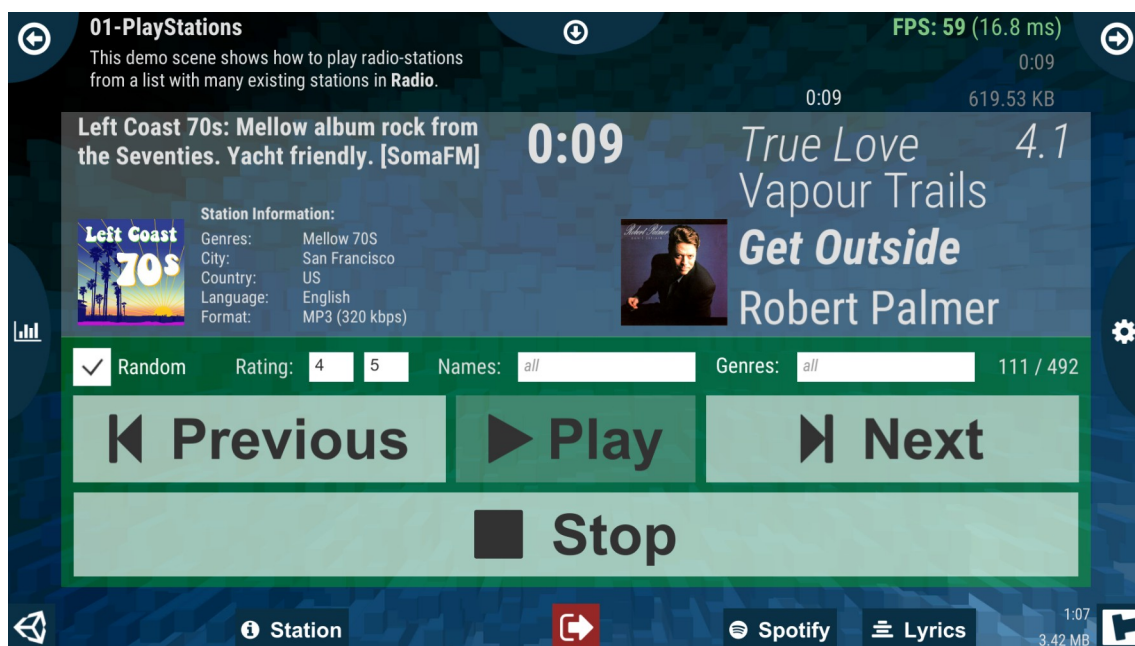 01-PlayStations
This demo scene shows how to play radio-stations
from a list with many existing stations in Radio.
FPS: 59 (16.8 ms)
0:09
0:09
619.53 KB
Left Coast 70s: Mellow album rock from
the Seventies. Yacht friendly. [SomaFM]
0:09
True Love
4.1
Vapour Trails
Station Information:
Genres: Mellow 70S
City: San Francisco
Country: US
Language: English
Format: MP3 (320 kbps)
Left Coast
70s
Robert Palmer
Get Outside
Robert Palmer
Random
Rating: 4 5
Names: all
Genres: all
111 / 492
Previous
Play
Next
Stop
Station
Spotify
Lyrics
1:07
3.42 MB